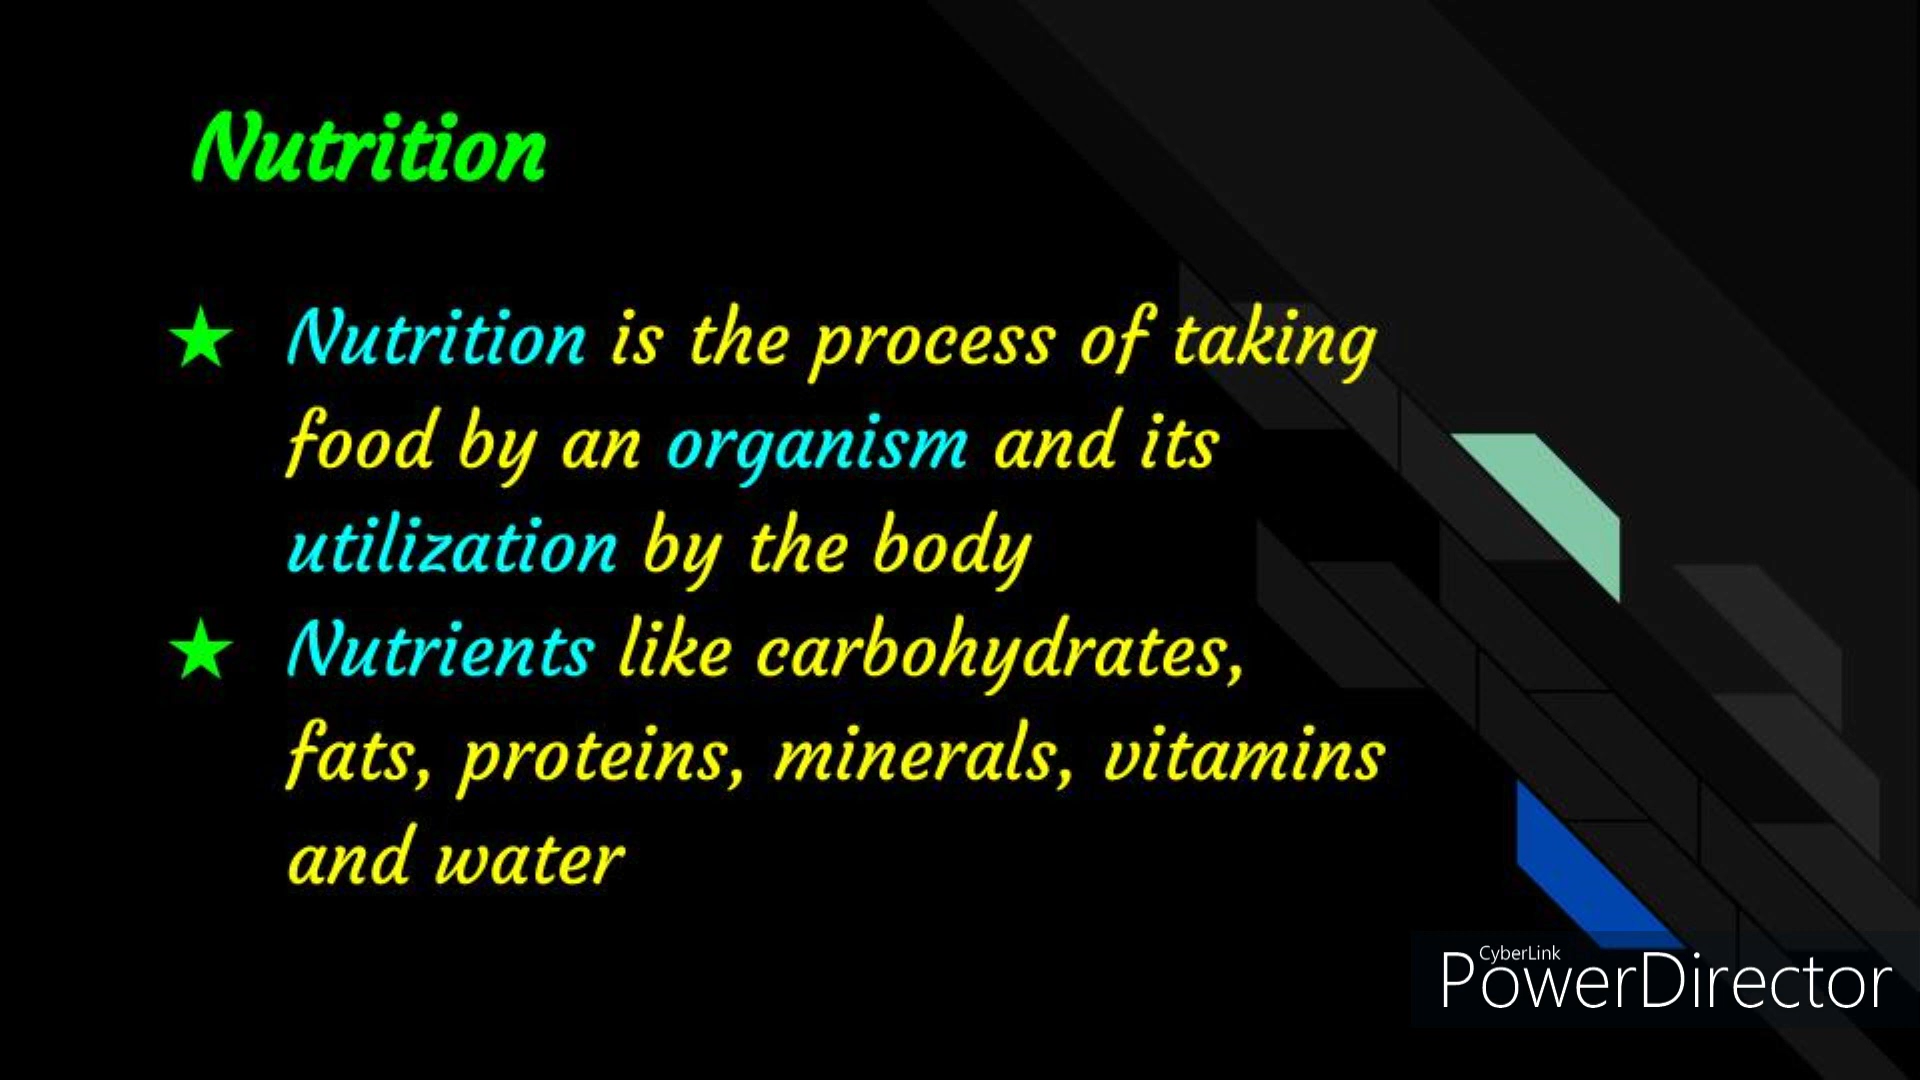 Nutrition
★ Nutrition is the process of taking
food by an organism and its
utilization by the body
★ Nutrients like carbohydrates,
fats, proteins, minerals, vitamins
and water
CyberLink
PowerDirector